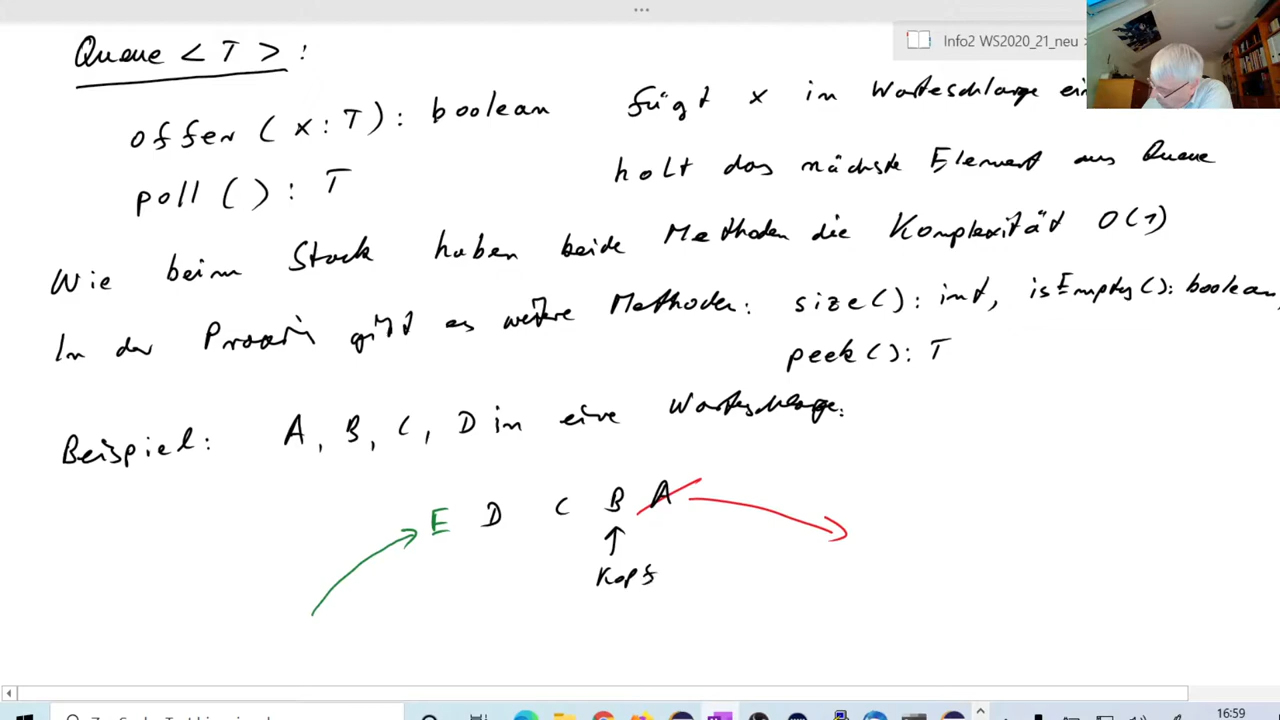 Info2 WS2020_21_neu
Queue < T > :
offer ( x : T ) : boolean fügt x in Warteschlange ein
poll ( ) : T holt das nächste Element aus Queue
Wie beim Stack haben beide Methoden die Komplexität O(1)
In der Praxis gibt es weitere Methoden: size() : int, isEmpty() : boolean,
peek() : T
Beispiel: A, B, C, D in eine Warteschlange:
E D C B A
Kopf
16:59